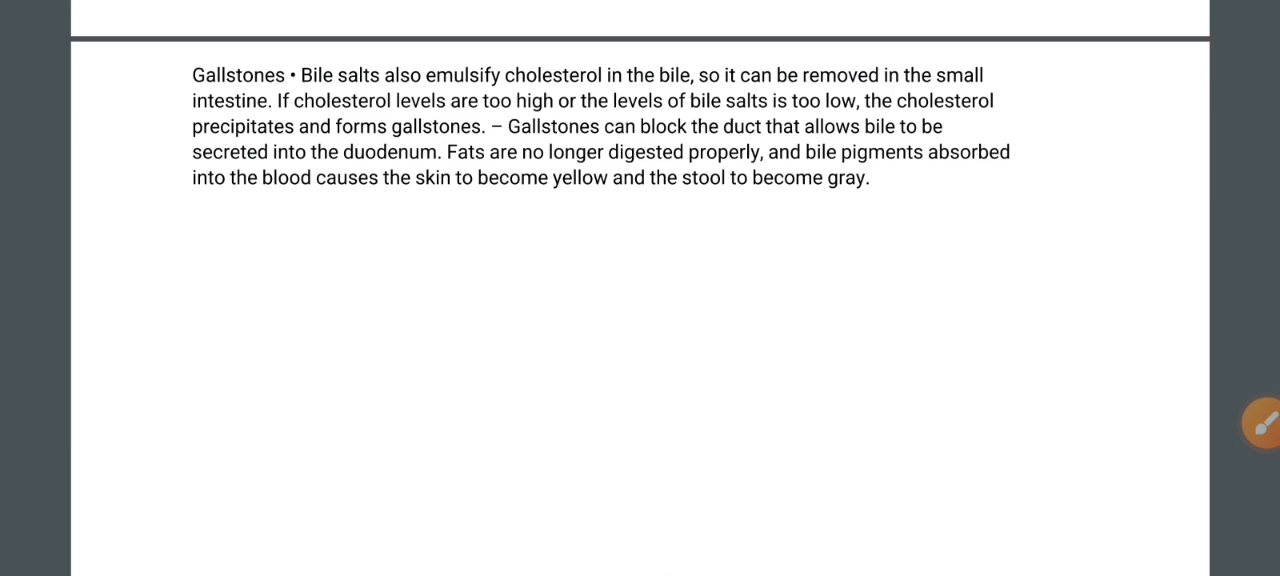 Gallstones • Bile salts also emulsify cholesterol in the bile, so it can be removed in the small
intestine. If cholesterol levels are too high or the levels of bile salts is too low, the cholesterol
precipitates and forms gallstones. – Gallstones can block the duct that allows bile to be
secreted into the duodenum. Fats are no longer digested properly, and bile pigments absorbed
into the blood causes the skin to become yellow and the stool to become gray.